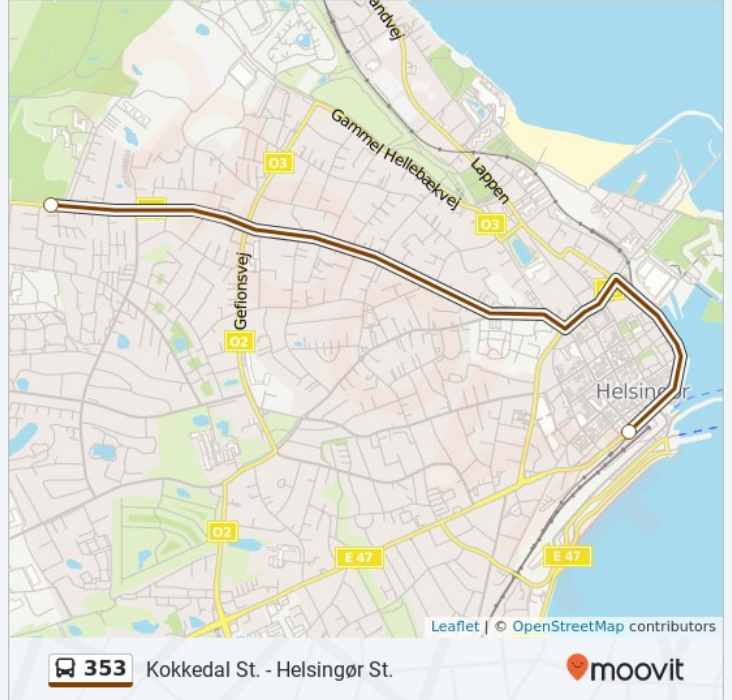 andvej
Gammel Hellebækvej
Lappen
O3
O3
Gefionsvej
O2
Helsingør
O2
E 47
E 47
Leaflet | © OpenStreetMap contributors
353 Kokkedal St. - Helsingør St. moovit